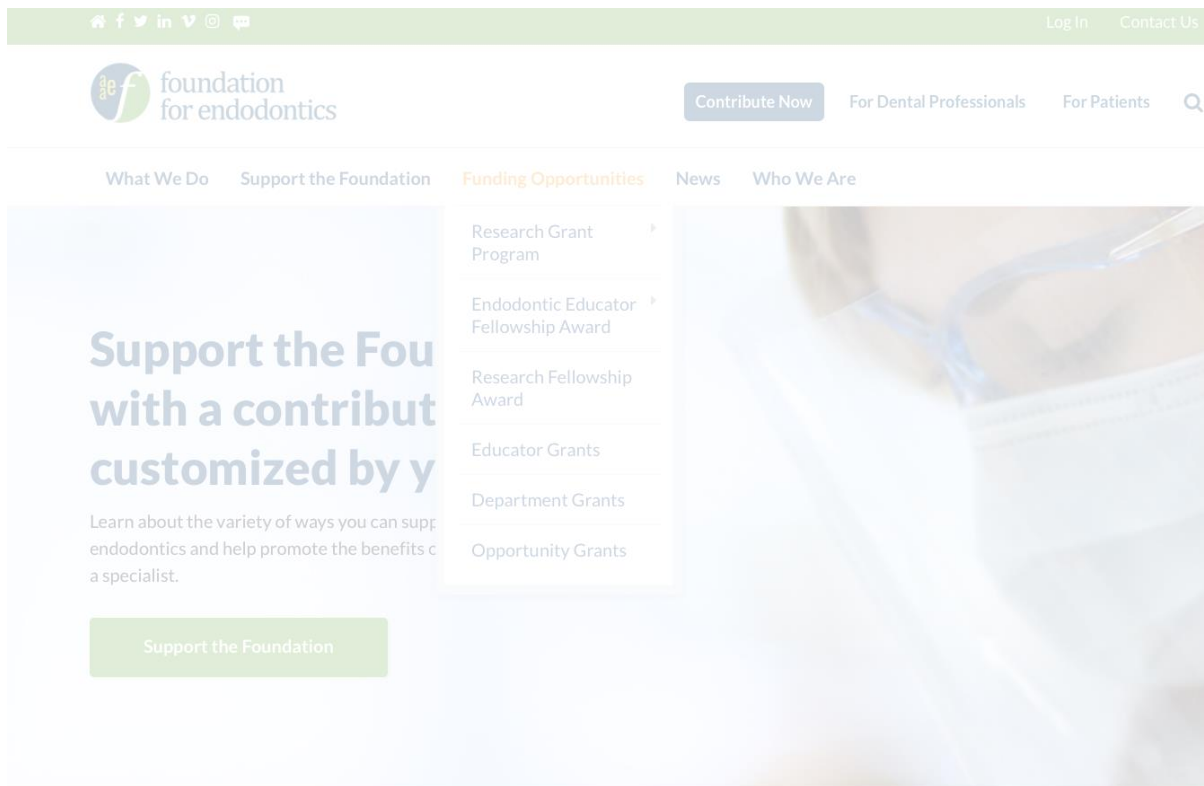 Log In Contact Us
aae f
foundation
for endodontics
Contribute Now For Dental Professionals For Patients
What We Do Support the Foundation Funding Opportunities News Who We Are
Research Grant
Program
Endodontic Educator
Fellowship Award
Research Fellowship
Award
Educator Grants
Department Grants
Opportunity Grants
Support the Fou
with a contribut
customized by y
Learn about the variety of ways you can supp
endodontics and help promote the benefits o
a specialist.
Support the Foundation